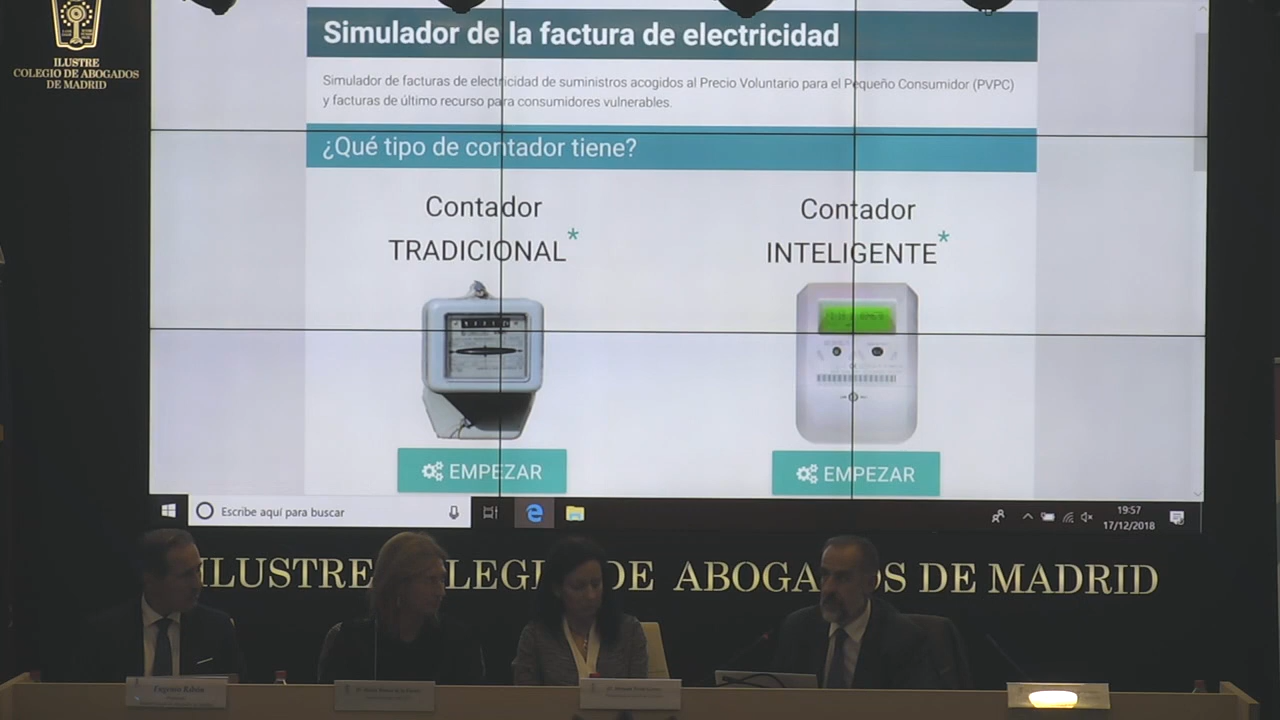 ILUSTRE
COLEGIO DE ABOGADOS
DE MADRID
Simulador de la factura de electricidad
Simulador de facturas de electricidad de suministros acogidos al Precio Voluntario para el Pequeño Consumidor (PVPC)
y facturas de último recurso para consumidores vulnerables.
¿Qué tipo de contador tiene?
Contador
TRADICIONAL*
Contador
INTELIGENTE*
EMPEZAR
EMPEZAR
Escribe aquí para buscar
19:57
17/12/2018
ILUSTRE COLEGIO DE ABOGADOS DE MADRID